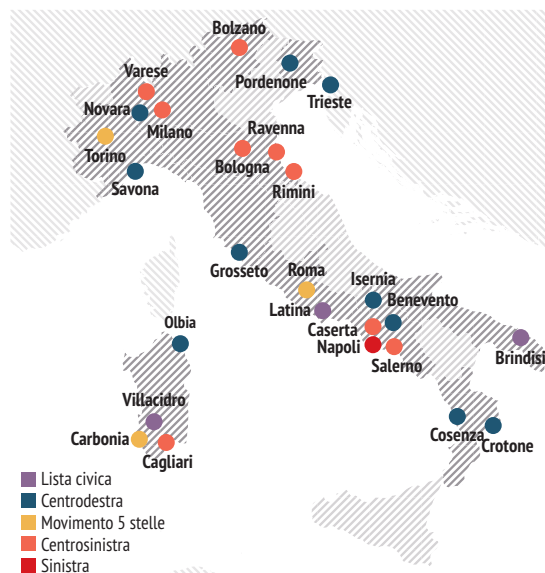 Bolzano
Pordenone
Varese
Trieste
Novara
Milano
Ravenna
Torino
Bologna
Savona
Rimini
Grosseto
Roma
Isernia
Latina
Benevento
Caserta
Napoli
Olbia
Salerno
Brindisi
Villacidro
Carbonia
Cagliari
Cosenza
Crotone
Lista civica
Centrodestra
Movimento 5 stelle
Centrosinistra
Sinistra